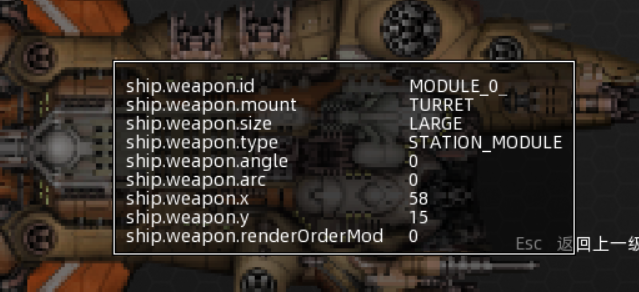 ship.weapon.id MODULE_0_
ship.weapon.mount TURRET
ship.weapon.size LARGE
ship.weapon.type STATION_MODULE
ship.weapon.angle 0
ship.weapon.arc 0
ship.weapon.x 58
ship.weapon.y 15
ship.weapon.renderOrderMod 0
Esc 返回上一级